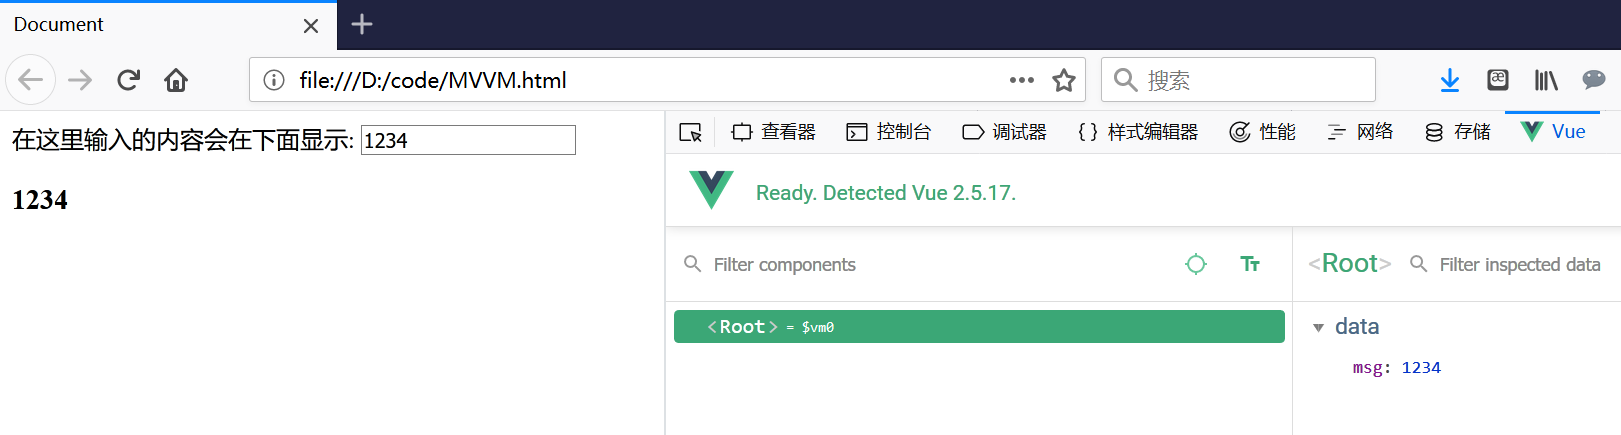 Document
file:///D:/code/MVVM.html
搜索
在这里输入的内容会在下面显示: 1234
1234
查看器 控制台 调试器 {} 样式编辑器 性能 网络 存储 Vue
Ready. Detected Vue 2.5.17.
Filter components
<Root> Filter inspected data
<Root> = $vm0
data
msg: 1234